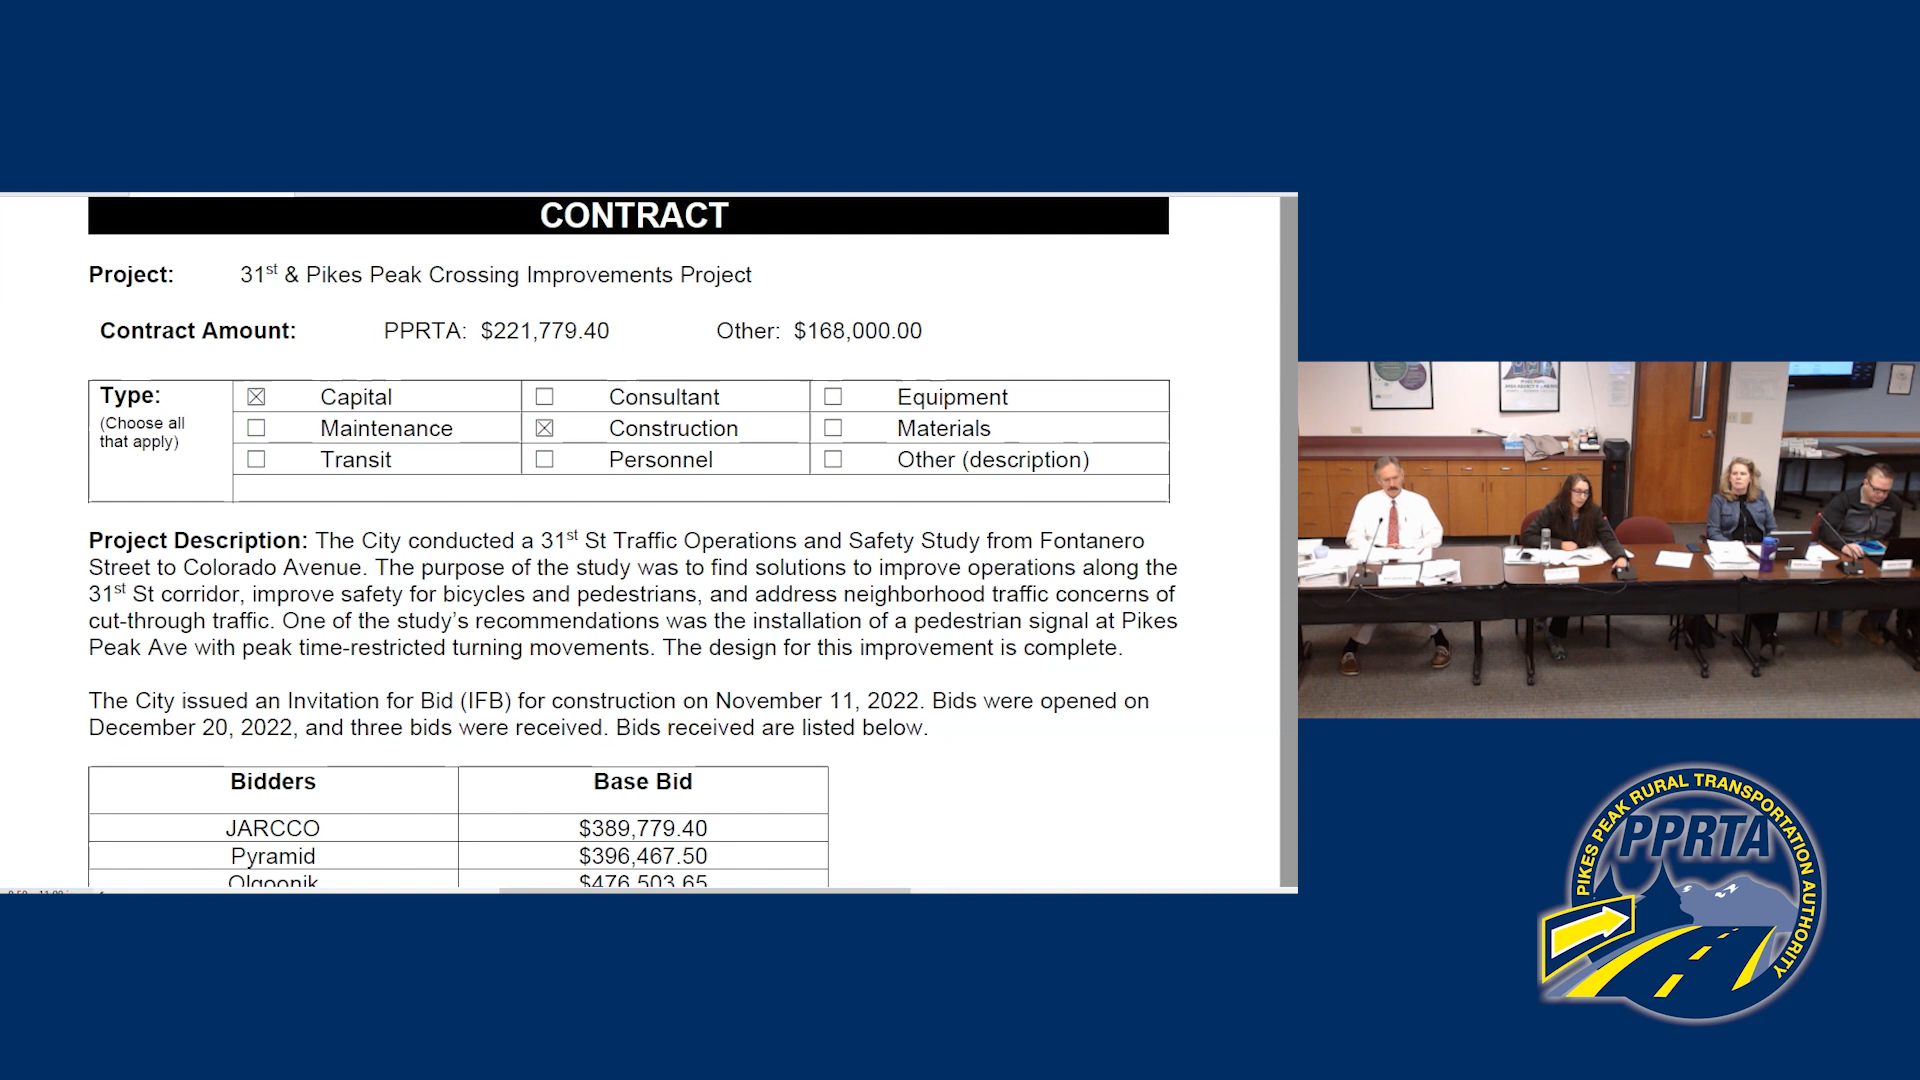 CONTRACT
Project: 31st & Pikes Peak Crossing Improvements Project
Contract Amount: PPRTA: $221,779.40 Other: $168,000.00
Type: ☒ Capital ☐ Consultant ☐ Equipment
(Choose all that apply) ☐ Maintenance ☒ Construction ☐ Materials
☐ Transit ☐ Personnel ☐ Other (description)
Project Description: The City conducted a 31st St Traffic Operations and Safety Study from Fontanero
Street to Colorado Avenue. The purpose of the study was to find solutions to improve operations along the
31st St corridor, improve safety for bicycles and pedestrians, and address neighborhood traffic concerns of
cut-through traffic. One of the study's recommendations was the installation of a pedestrian signal at Pikes
Peak Ave with peak time-restricted turning movements. The design for this improvement is complete.
The City issued an Invitation for Bid (IFB) for construction on November 11, 2022. Bids were opened on
December 20, 2022, and three bids were received. Bids received are listed below.
Bidders Base Bid
JARCCO $389,779.40
Pyramid $396,467.50
Olgoonik $476,503.65
PIKES PEAK RURAL TRANSPORTATION AUTHORITY
PPRTA